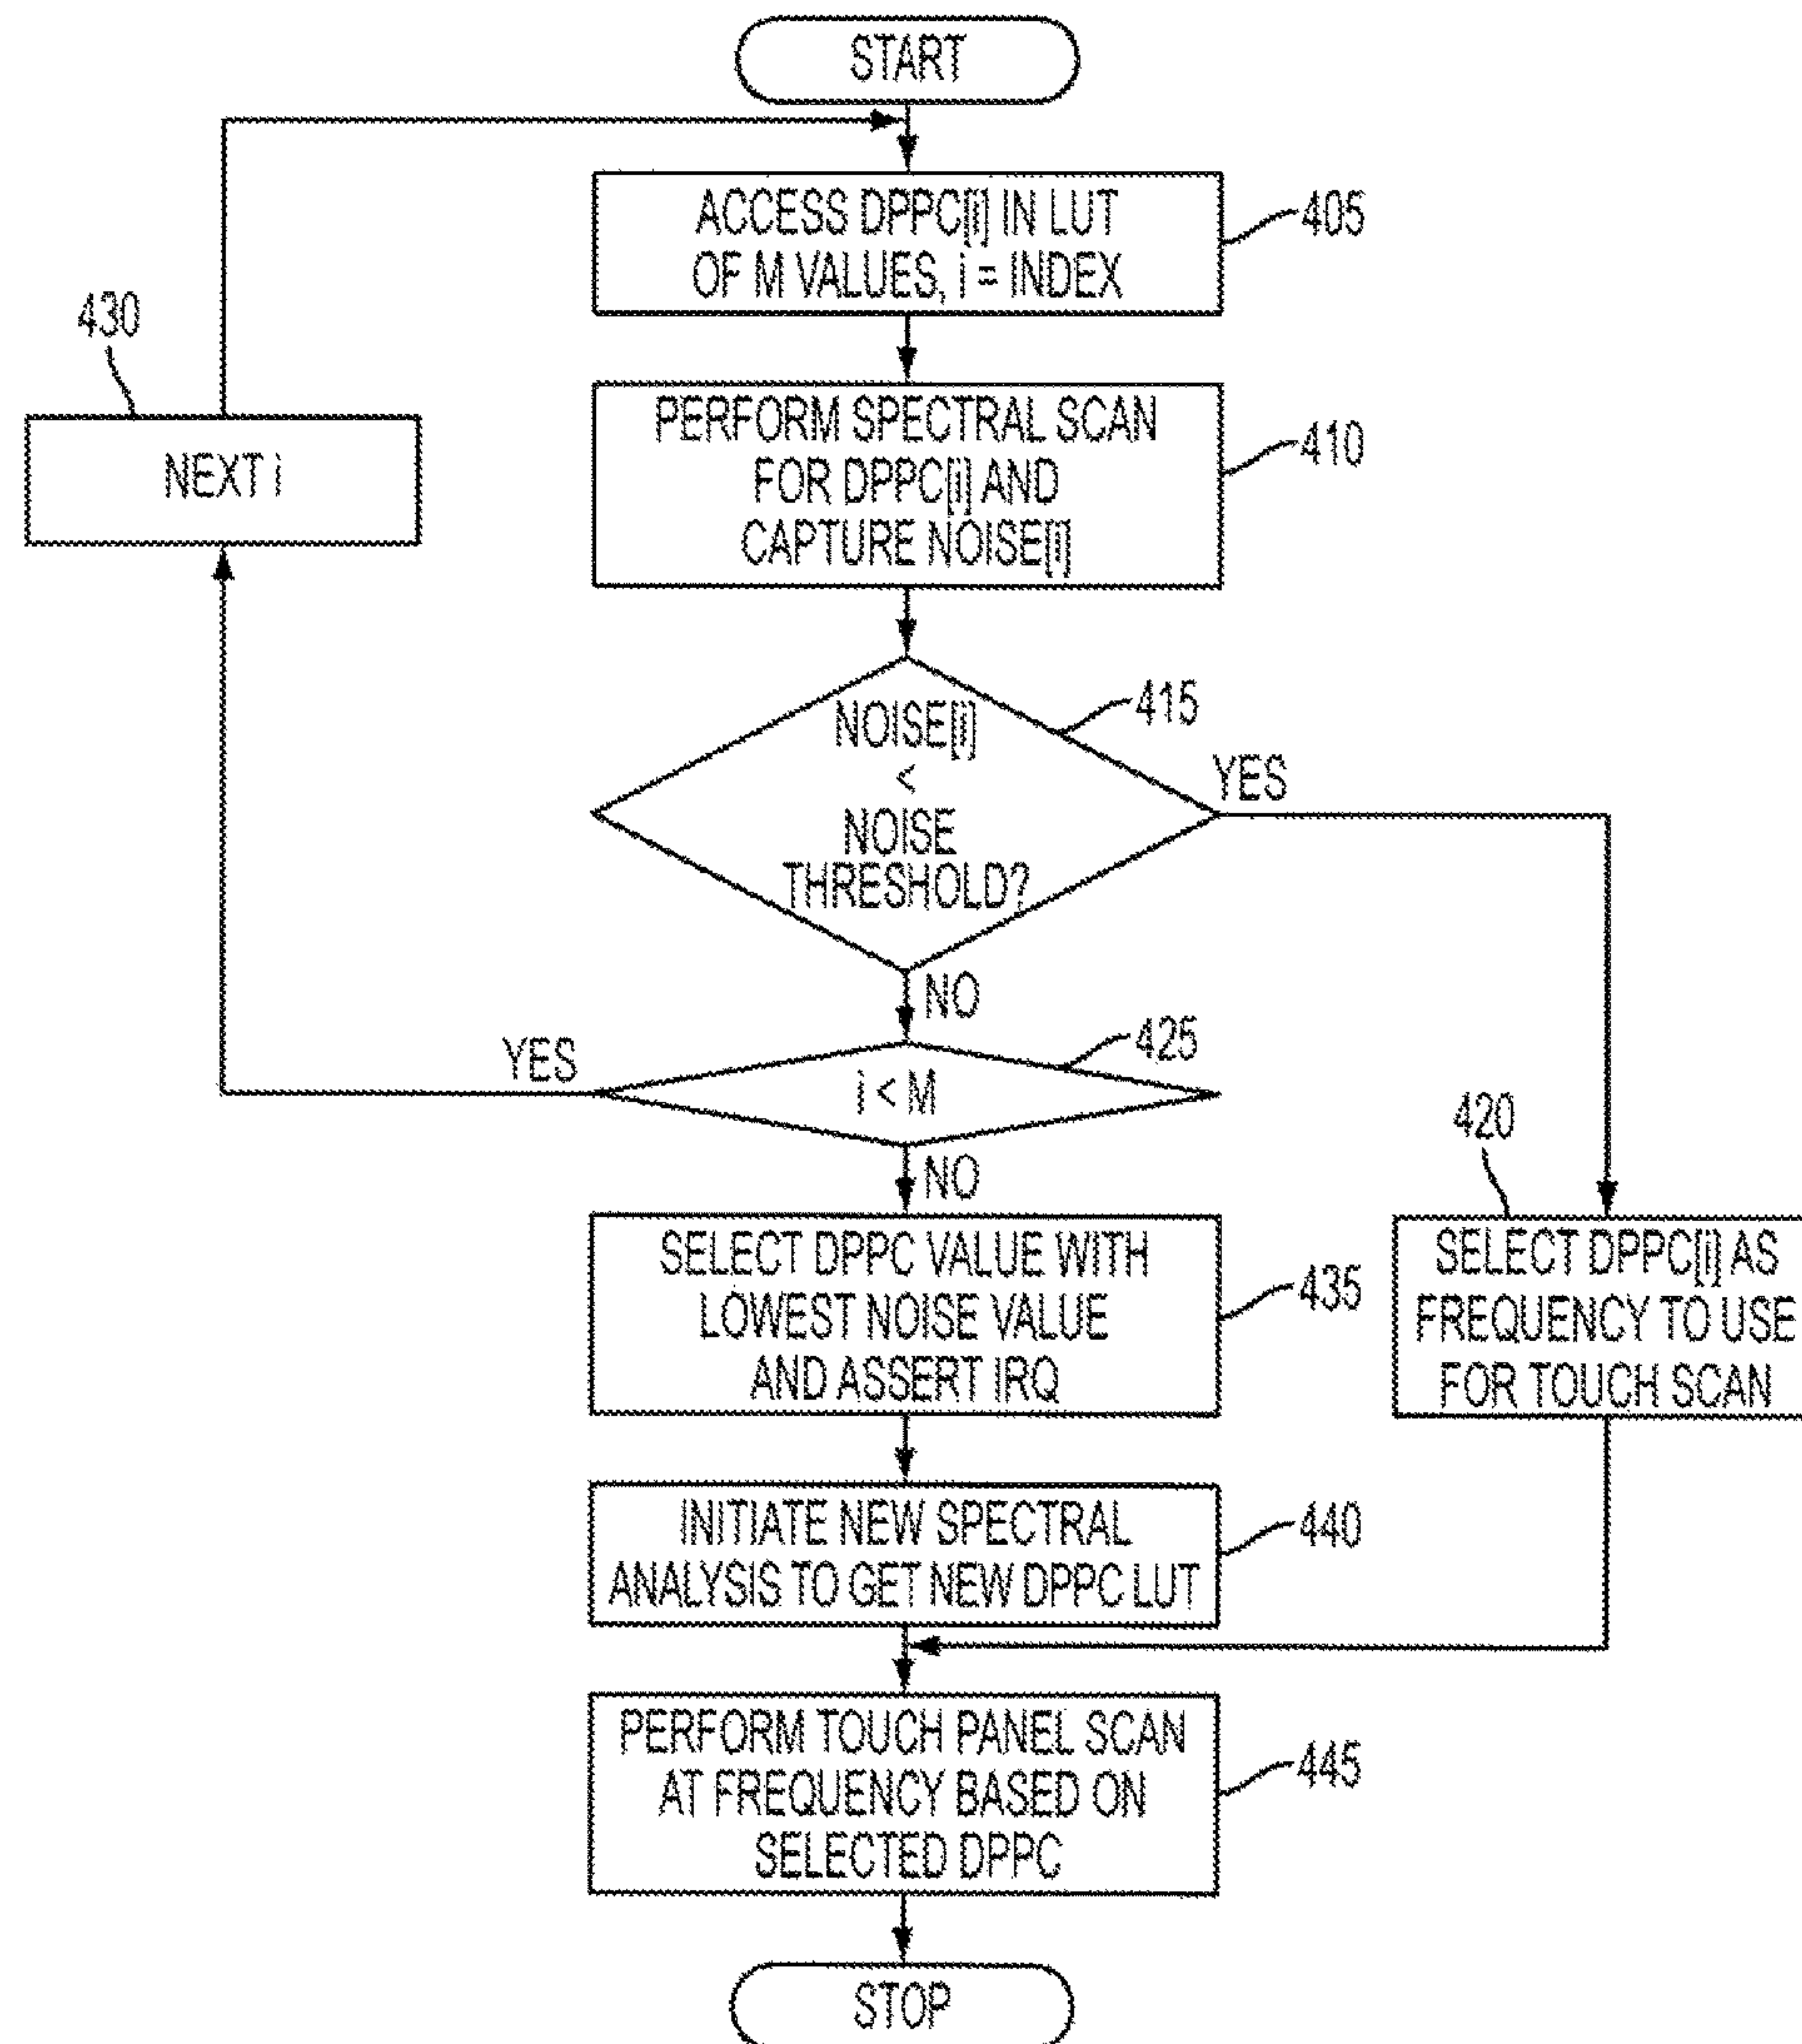 START
ACCESS DPPC[i] IN LUT
OF M VALUES, i = INDEX
405
430
NEXT i
PERFORM SPECTRAL SCAN
FOR DPPC[i] AND
CAPTURE NOISE[i]
410
NOISE[i]
<
NOISE
THRESHOLD?
415
YES
NO
425
YES
i < M
NO
420
SELECT DPPC VALUE WITH
LOWEST NOISE VALUE
AND ASSERT IRQ
435
SELECT DPPC[i] AS
FREQUENCY TO USE
FOR TOUCH SCAN
INITIATE NEW SPECTRAL
ANALYSIS TO GET NEW DPPC LUT
440
PERFORM TOUCH PANEL SCAN
AT FREQUENCY BASED ON
SELECTED DPPC
445
STOP